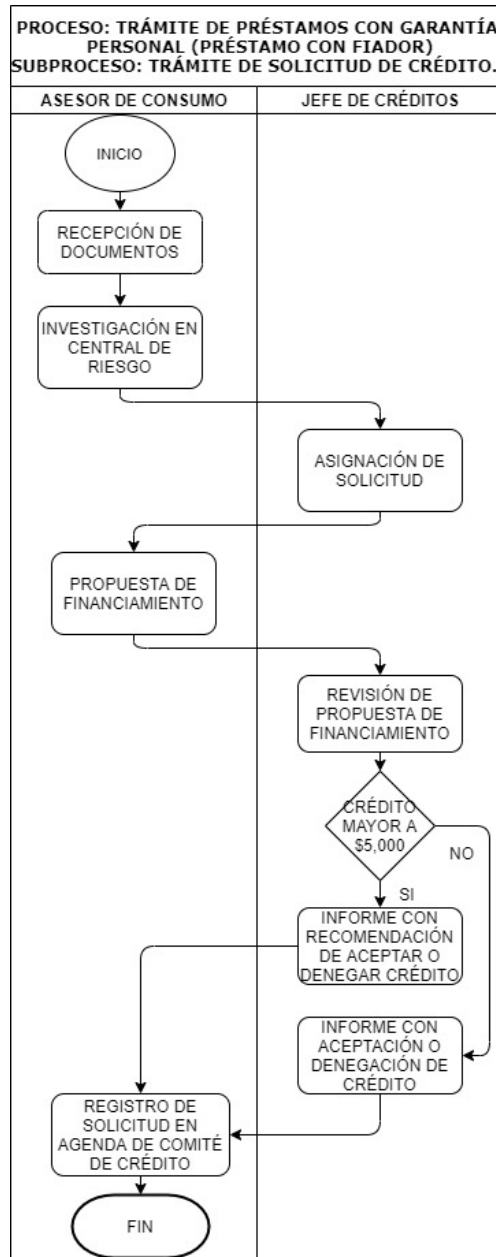 PROCESO: TRÁMITE DE PRÉSTAMOS CON GARANTÍA
PERSONAL (PRÉSTAMO CON FIADOR)
SUBPROCESO: TRÁMITE DE SOLICITUD DE CRÉDITO.
ASESOR DE CONSUMO
JEFE DE CRÉDITOS
INICIO
RECEPCIÓN DE
DOCUMENTOS
INVESTIGACIÓN EN
CENTRAL DE
RIESGO
ASIGNACIÓN DE
SOLICITUD
PROPUESTA DE
FINANCIAMIENTO
REVISIÓN DE
PROPUESTA DE
FINANCIAMIENTO
CRÉDITO
MAYOR A
$5,000
NO
SI
INFORME CON
RECOMENDACIÓN
DE ACEPTAR O
DENEGAR CRÉDITO
INFORME CON
ACEPTACIÓN O
DENEGACIÓN DE
CRÉDITO
REGISTRO DE
SOLICITUD EN
AGENDA DE COMITÉ
DE CRÉDITO
FIN